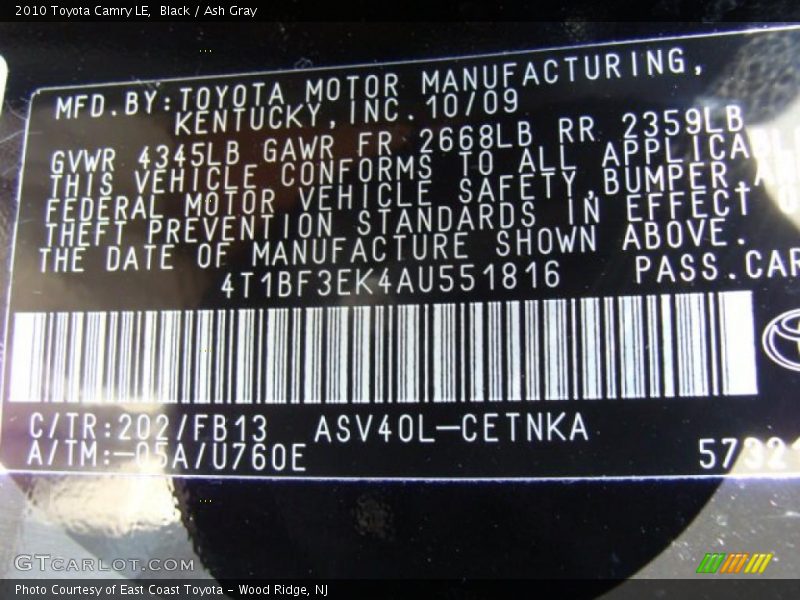 2010 Toyota Camry LE,  Black / Ash Gray
MFD.BY:TOYOTA MOTOR MANUFACTURING,
KENTUCKY,INC.10/09
GVWR 4345LB GAWR FR 2668LB RR 2359LB
THIS VEHICLE CONFORMS TO ALL
FEDERAL MOTOR VEHICLE SAFETY,BUMPER,
THEFT PREVENTION STANDARDS IN EFFECT
THE DATE OF MANUFACTURE SHOWN ABOVE.
4T1BF3EK4AU551816 PASS.CAR
C/TR:202/FB13 ASV40L-CETNKA
A/TM:-05A/U760E
GTCARLOT.COM
Photo Courtesy of East Coast Toyota - Wood Ridge, NJ